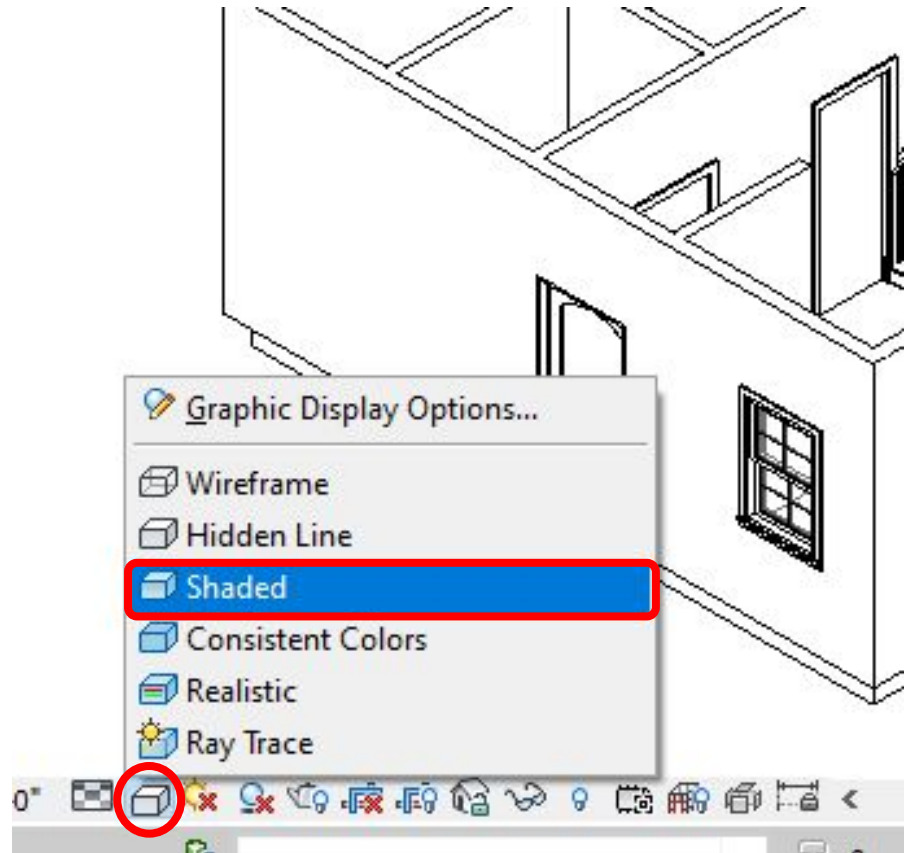 Graphic Display Options...
Wireframe
Hidden Line
Shaded
Consistent Colors
Realistic
Ray Trace
0"